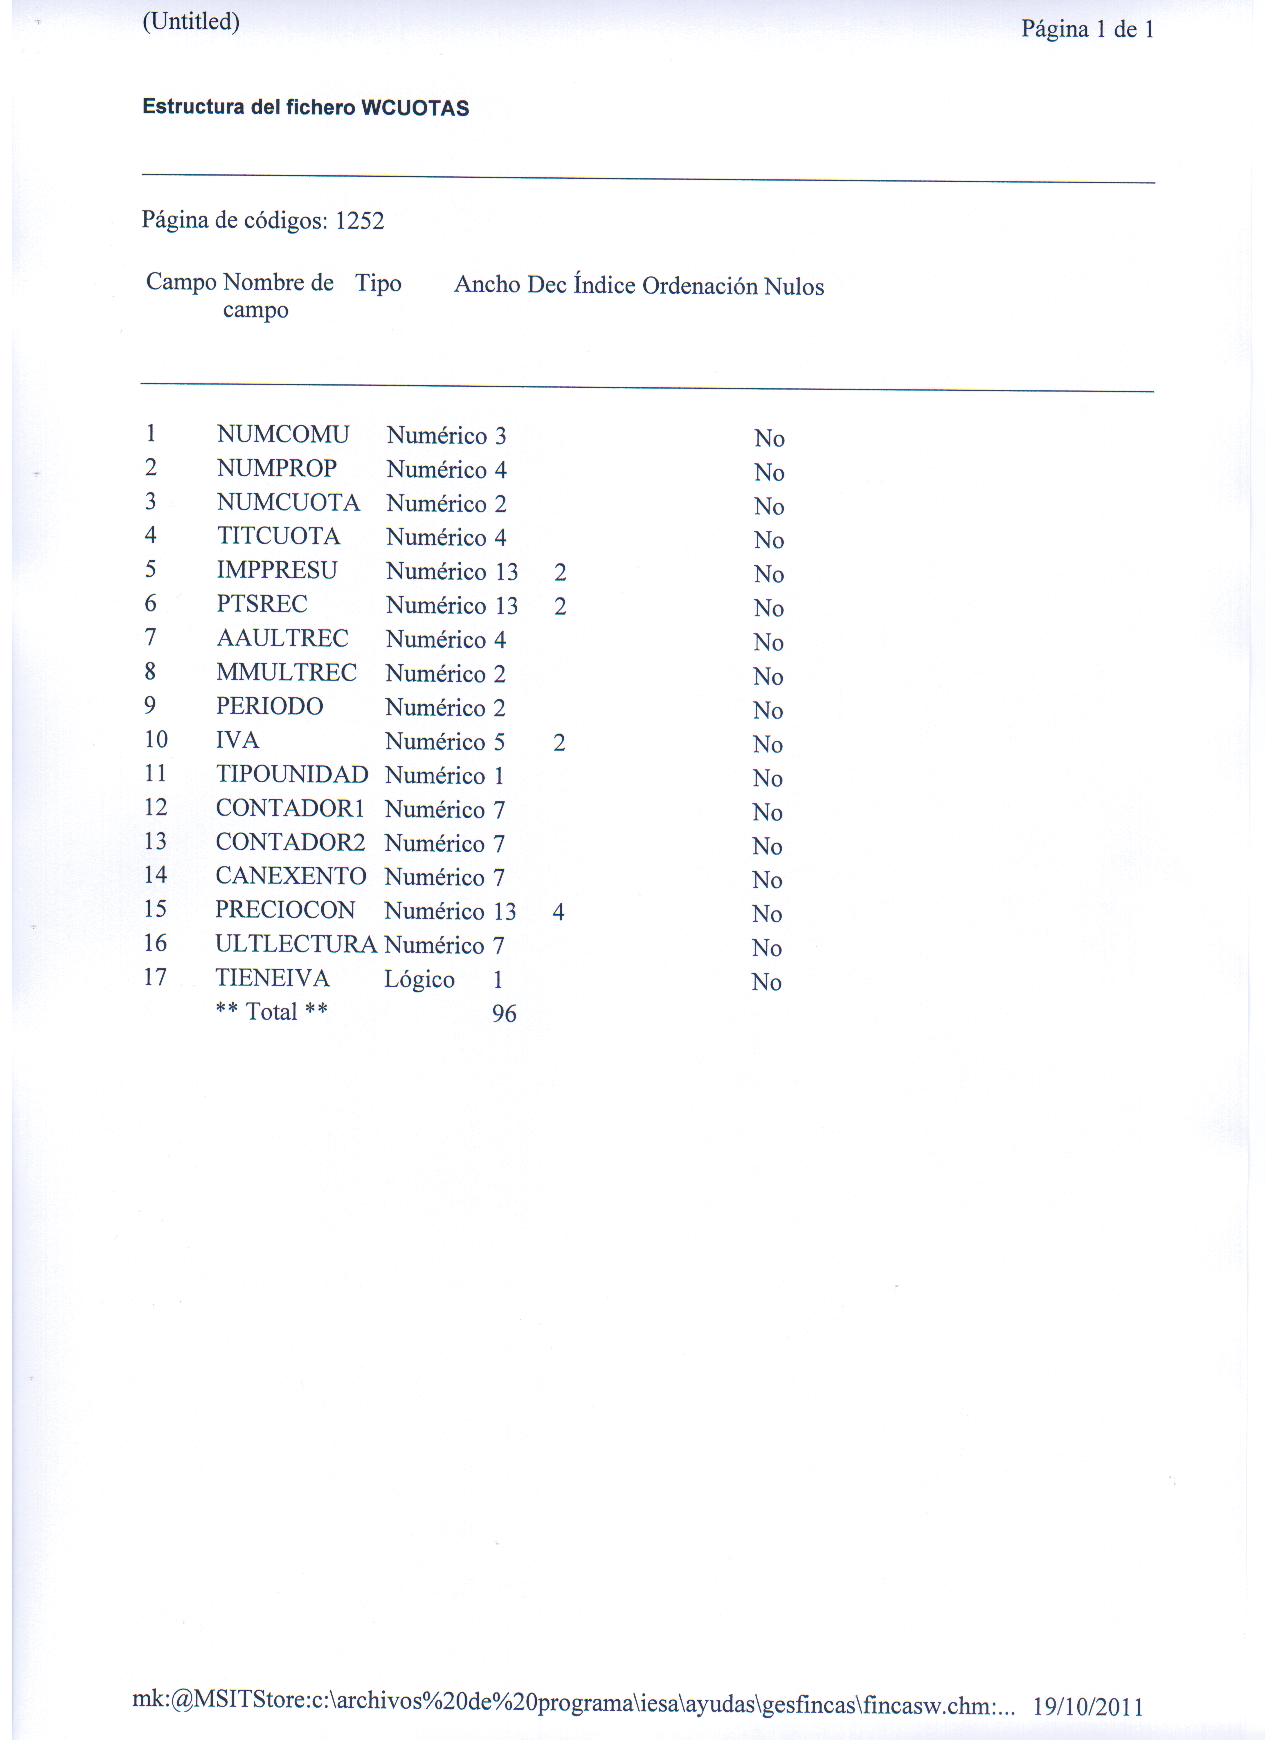 (Untitled)
Página 1 de 1
Estructura del fichero WCUOTAS
Página de códigos: 1252
Campo Nombre de Tipo Ancho Dec Índice Ordenación Nulos
campo
1 NUMCOMU Numérico 3 No
2 NUMPROP Numérico 4 No
3 NUMCUOTA Numérico 2 No
4 TITCUOTA Numérico 4 No
5 IMPPRESU Numérico 13 2 No
6 PTSREC Numérico 13 2 No
7 AAULTREC Numérico 4 No
8 MMULTREC Numérico 2 No
9 PERIODO Numérico 2 No
10 IVA Numérico 5 2 No
11 TIPOUNIDAD Numérico 1 No
12 CONTADOR1 Numérico 7 No
13 CONTADOR2 Numérico 7 No
14 CANEXENTO Numérico 7 No
15 PRECIOCON Numérico 13 4 No
16 ULTLECTURA Numérico 7 No
17 TIENEIVA Lógico 1 No
** Total ** 96
mk:@MSITStore:c:\archivos%20de%20programa\iesa\ayudas\gesfincas\fincasw.chm:... 19/10/2011